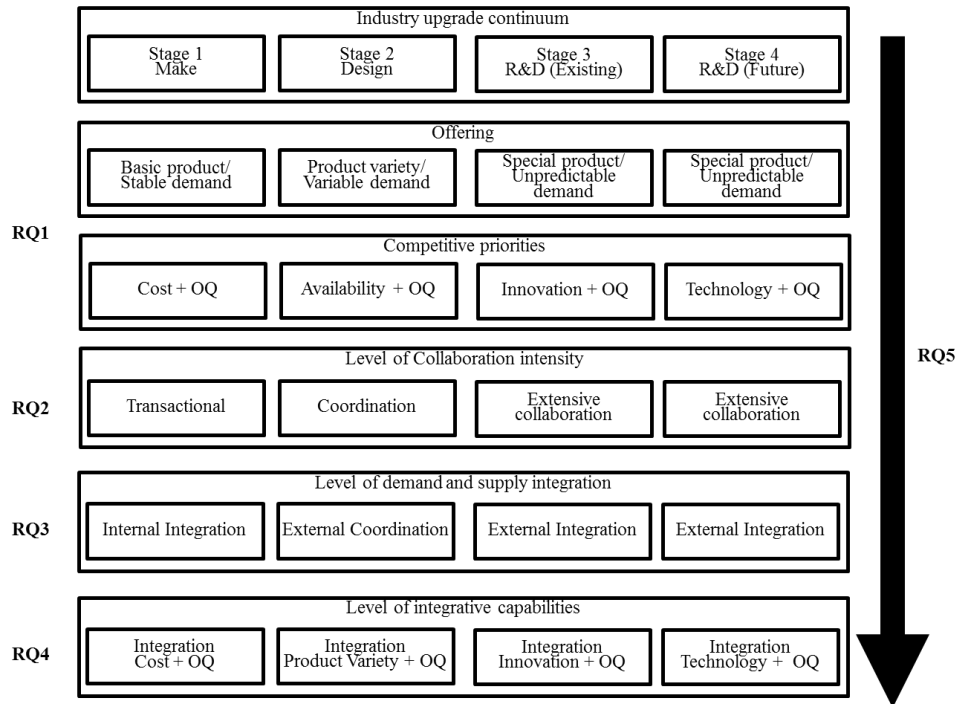 Industry upgrade continuum
Stage 1
Make
Stage 2
Design
Stage 3
R&D (Existing)
Stage 4
R&D (Future)
Offering
Basic product/
Stable demand
Product variety/
Variable demand
Special product/
Unpredictable
demand
Special product/
Unpredictable
demand
RQ1
Competitive priorities
Cost + OQ
Availability + OQ
Innovation + OQ
Technology + OQ
Level of Collaboration intensity
RQ5
RQ2
Transactional
Coordination
Extensive
collaboration
Extensive
collaboration
Level of demand and supply integration
RQ3
Internal Integration
External Coordination
External Integration
External Integration
Level of integrative capabilities
RQ4
Integration
Cost + OQ
Integration
Product Variety + OQ
Integration
Innovation + OQ
Integration
Technology + OQ